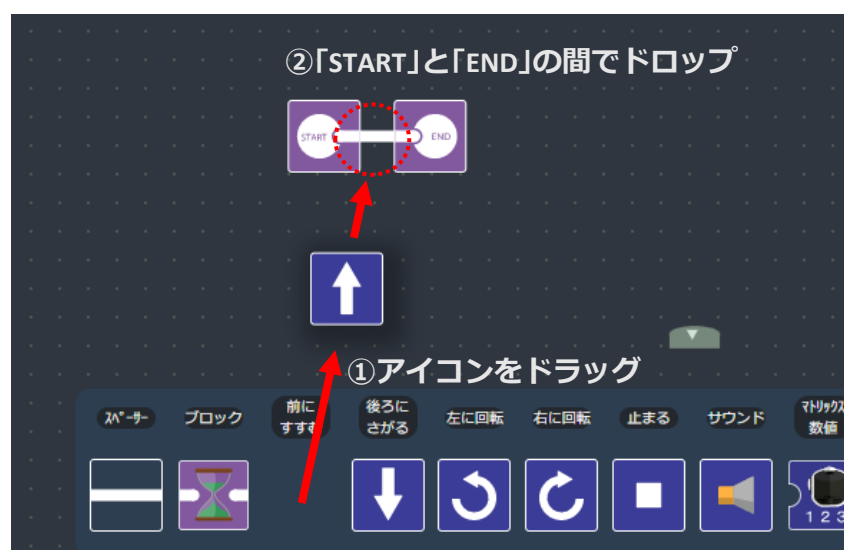 ②「START」と「END」の間でドロップ
START
END
①アイコンをドラッグ
ｽﾍﾟｰｻｰ
ブロック
前に
すすむ
後ろに
さがる
左に回転
右に回転
止まる
サウンド
ﾏﾄﾘｯｸｽ
数値
1 2 3